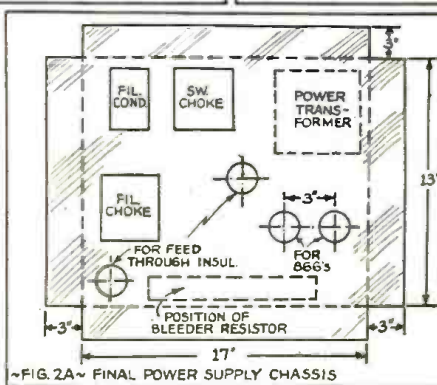 3"
FIL.
COND.
SW.
CHOKE
POWER
TRANS-
FORMER
13"
FIL.
CHOKE
3"
FOR FEED
THROUGH INSUL.
FOR
866's
POSITION OF
BLEEDER RESISTOR
3"
3"
17"
~FIG. 2A~ FINAL POWER SUPPLY CHASSIS